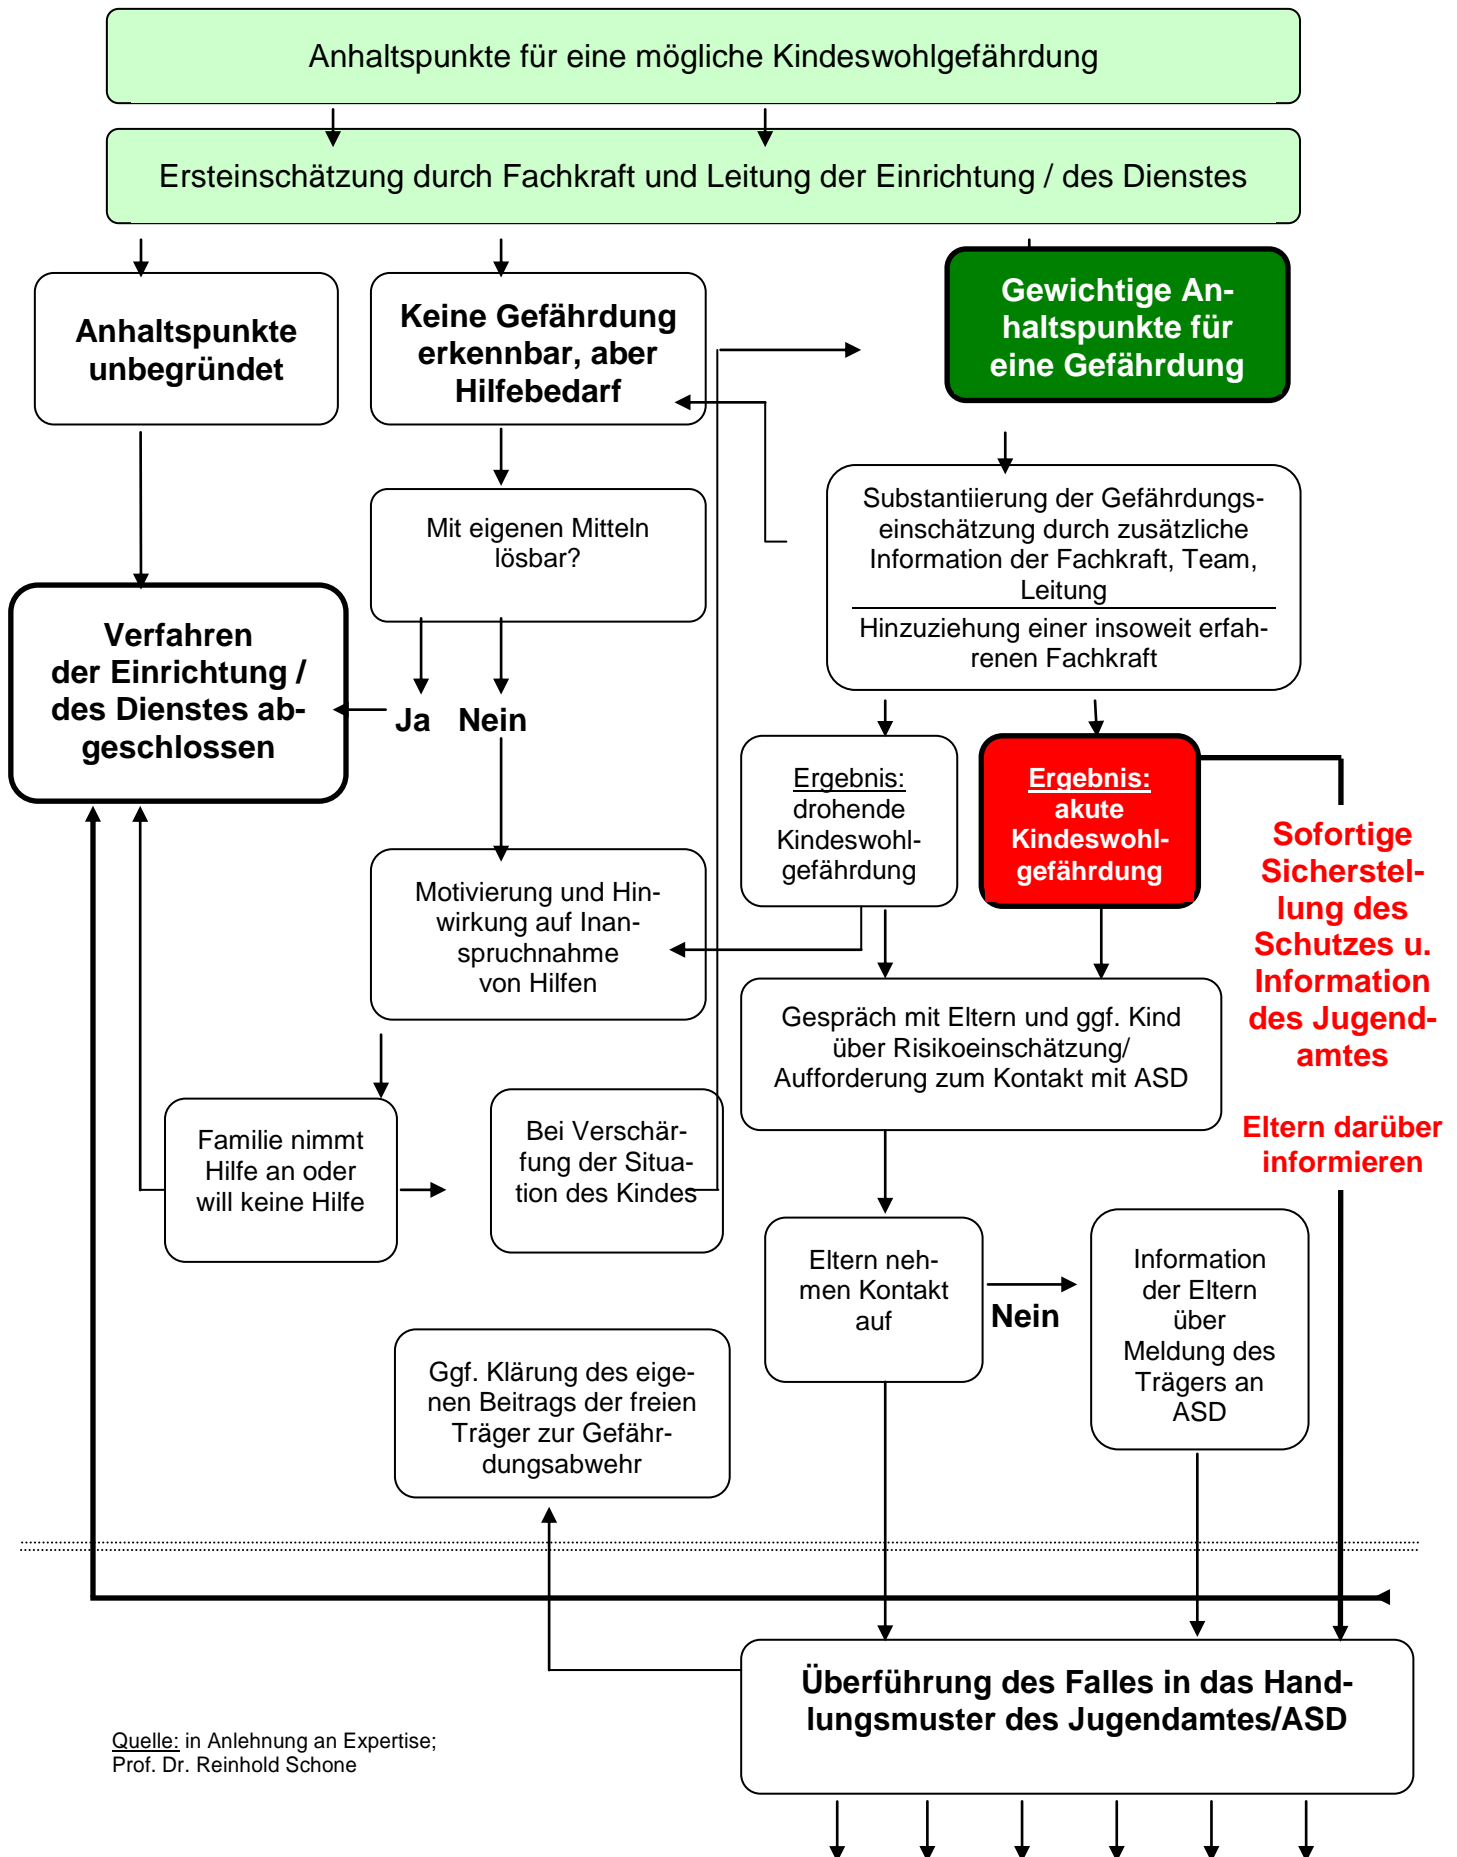 Anhaltspunkte für eine mögliche Kindeswohlgefährdung
Ersteinschätzung durch Fachkraft und Leitung der Einrichtung / des Dienstes
Anhaltspunkte
unbegründet
Keine Gefährdung
erkennbar, aber
Hilfebedarf
Gewichtige An-
haltspunkte für
eine Gefährdung
Mit eigenen Mitteln
lösbar?
Substantiierung der Gefährdungs-
einschätzung durch zusätzliche
Information der Fachkraft, Team,
Leitung
Hinzuziehung einer insoweit erfah-
renen Fachkraft
Verfahren
der Einrichtung /
des Dienstes ab-
geschlossen
Ja Nein
Ergebnis:
drohende
Kindeswohl-
gefährdung
Ergebnis:
akute
Kindeswohl-
gefährdung
Sofortige
Sicherstel-
lung des
Schutzes u.
Information
des Jugend-
amtes
Eltern darüber
informieren
Motivierung und Hin-
wirkung auf Inan-
spruchnahme
von Hilfen
Gespräch mit Eltern und ggf. Kind
über Risikoeinschätzung/
Aufforderung zum Kontakt mit ASD
Familie nimmt
Hilfe an oder
will keine Hilfe
Bei Verschär-
fung der Situa-
tion des Kindes
Eltern neh-
men Kontakt
auf
Nein
Information
der Eltern
über
Meldung des
Trägers an
ASD
Ggf. Klärung des eige-
nen Beitrags der freien
Träger zur Gefähr-
dungsabwehr
Überführung des Falles in das Hand-
lungsmuster des Jugendamtes/ASD
Quelle: in Anlehnung an Expertise;
Prof. Dr. Reinhold Schone